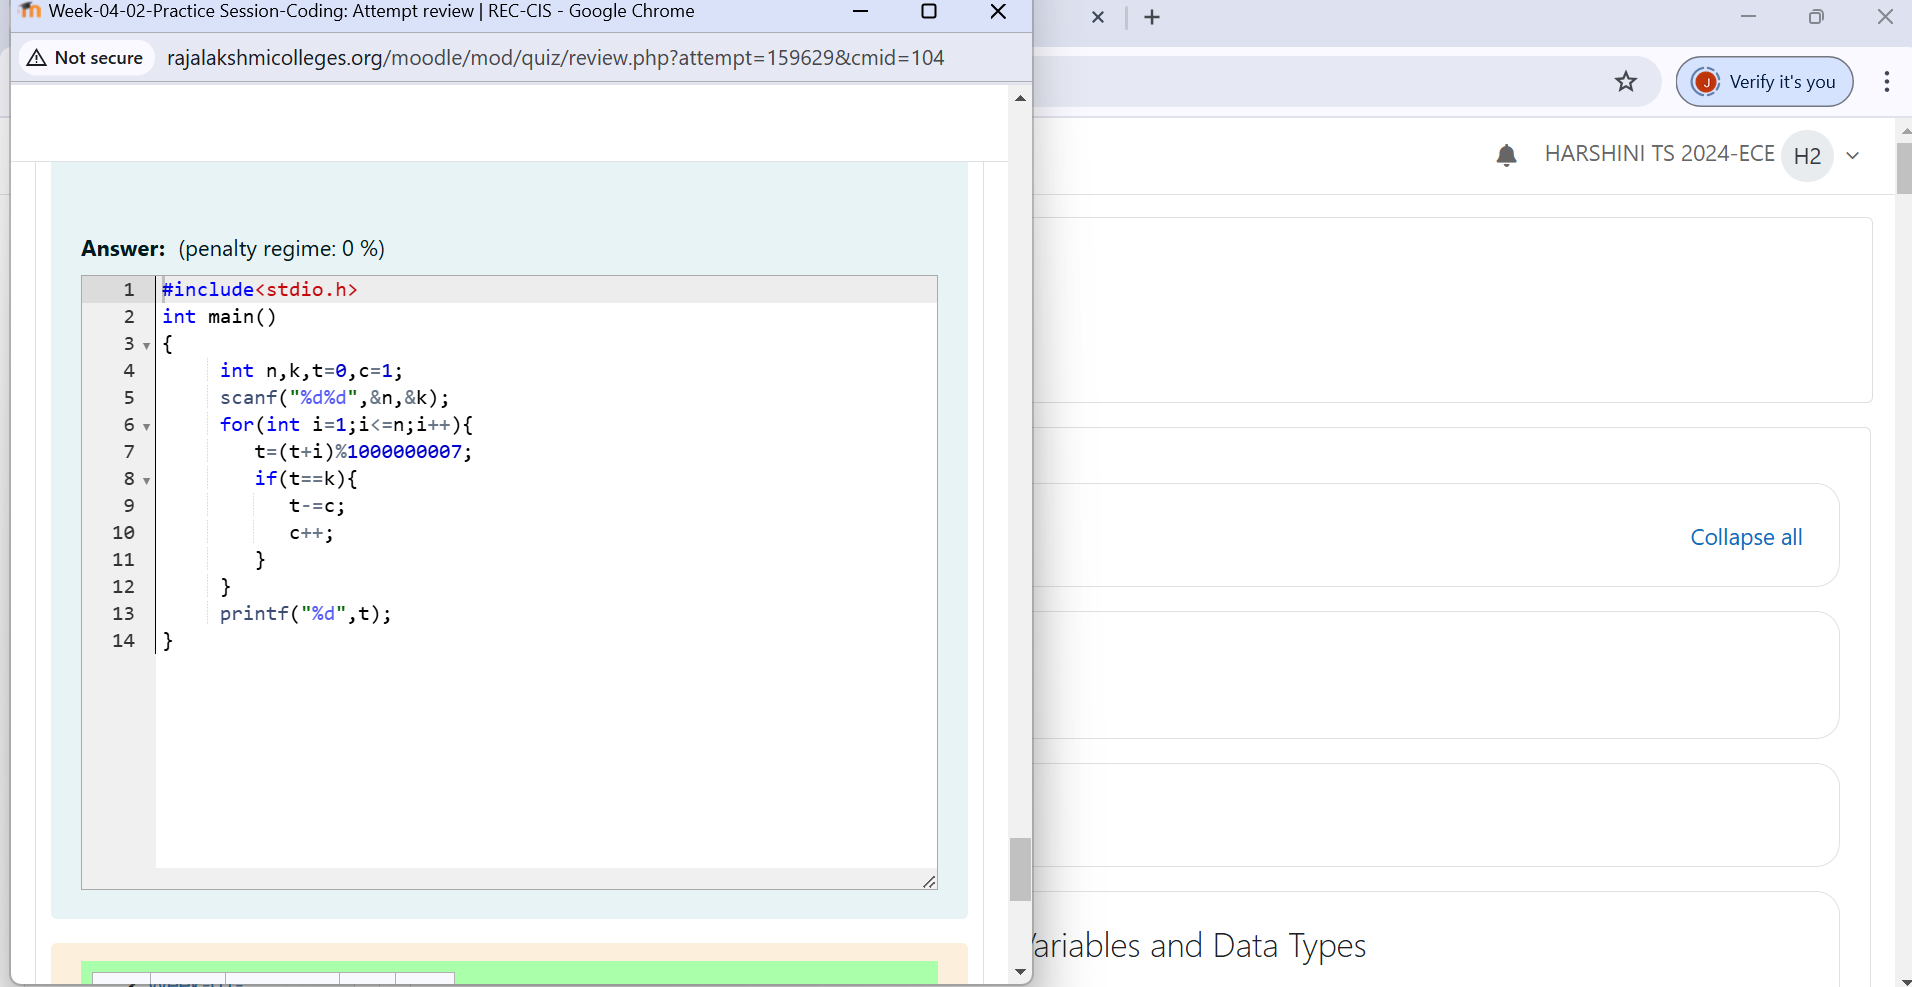 Week-04-02-Practice Session-Coding: Attempt review | REC-CIS - Google Chrome
Not secure rajalakshmicolleges.org/moodle/mod/quiz/review.php?attempt=159629&cmid=104
Verify it's you
HARSHINI TS 2024-ECE H2
Answer: (penalty regime: 0 %)
1 #include<stdio.h>
2 int main()
3 {
4 int n,k,t=0,c=1;
5 scanf("%d%d",&n,&k);
6 for(int i=1;i<=n;i++){
7 t=(t+i)%1000000007;
8 if(t==k){
9 t-=c;
10 c++;
11 }
12 }
13 printf("%d",t);
14 }
Collapse all
and Data Types